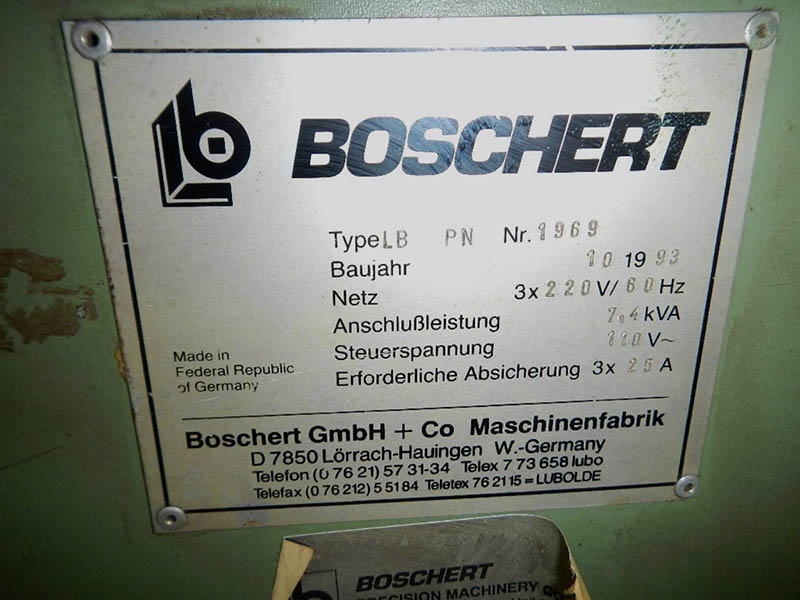 BOSCHERT
Type LB PN Nr. 1969
Baujahr 10 1993
Netz 3x 220 V/ 60 Hz
Anschlußleistung 7,4 kVA
Steuerspannung 110 V~
Erforderliche Absicherung 3x 25 A
Made in
Federal Republic
of Germany
Boschert GmbH + Co Maschinenfabrik
D 7850 Lörrach-Hauingen W.-Germany
Telefon (0 76 21) 57 31-34 Telex 7 73 658 lubo
Telefax (0 76 212) 5 51 84 Teletex 76 21 15 = LUBOLDE
BOSCHERT
PRECISION MACHINERY